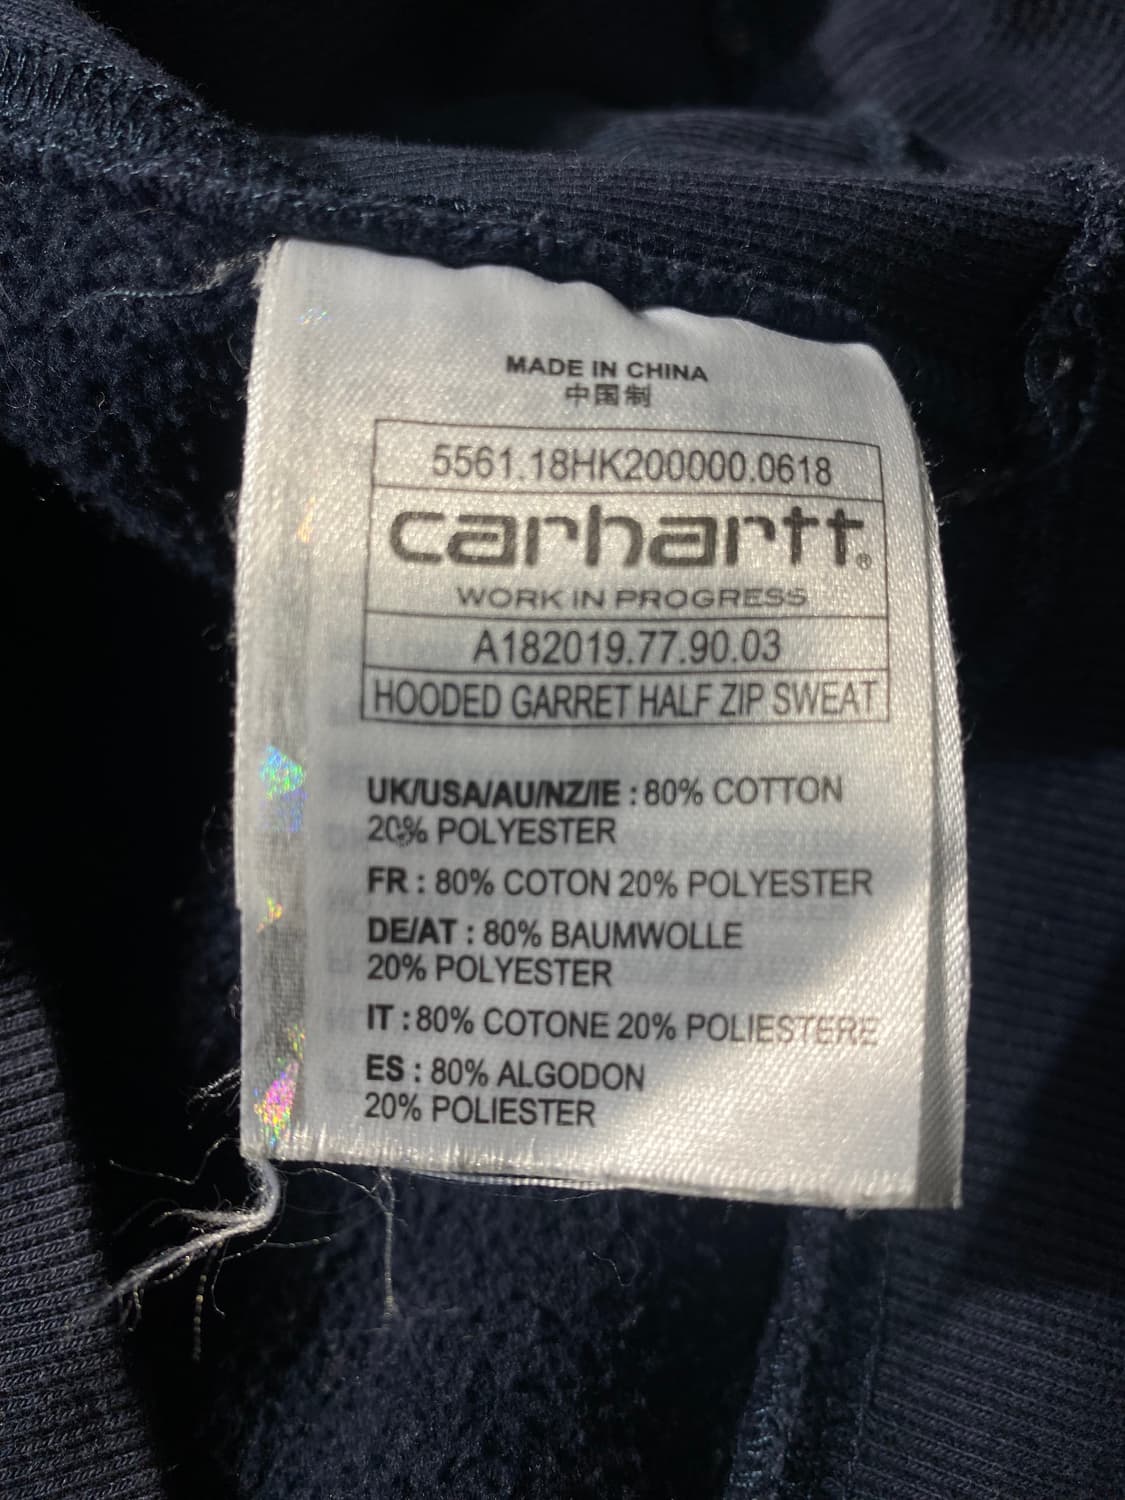 MADE IN CHINA
中国制
5561.18HK200000.0618
carhartt®
WORK IN PROGRESS
A182019.77.90.03
HOODED GARRET HALF ZIP SWEAT
UK/USA/AU/NZ/IE : 80% COTTON
20% POLYESTER
FR : 80% COTON 20% POLYESTER
DE/AT : 80% BAUMWOLLE
20% POLYESTER
IT : 80% COTONE 20% POLIESTERE
ES : 80% ALGODON
20% POLIESTER